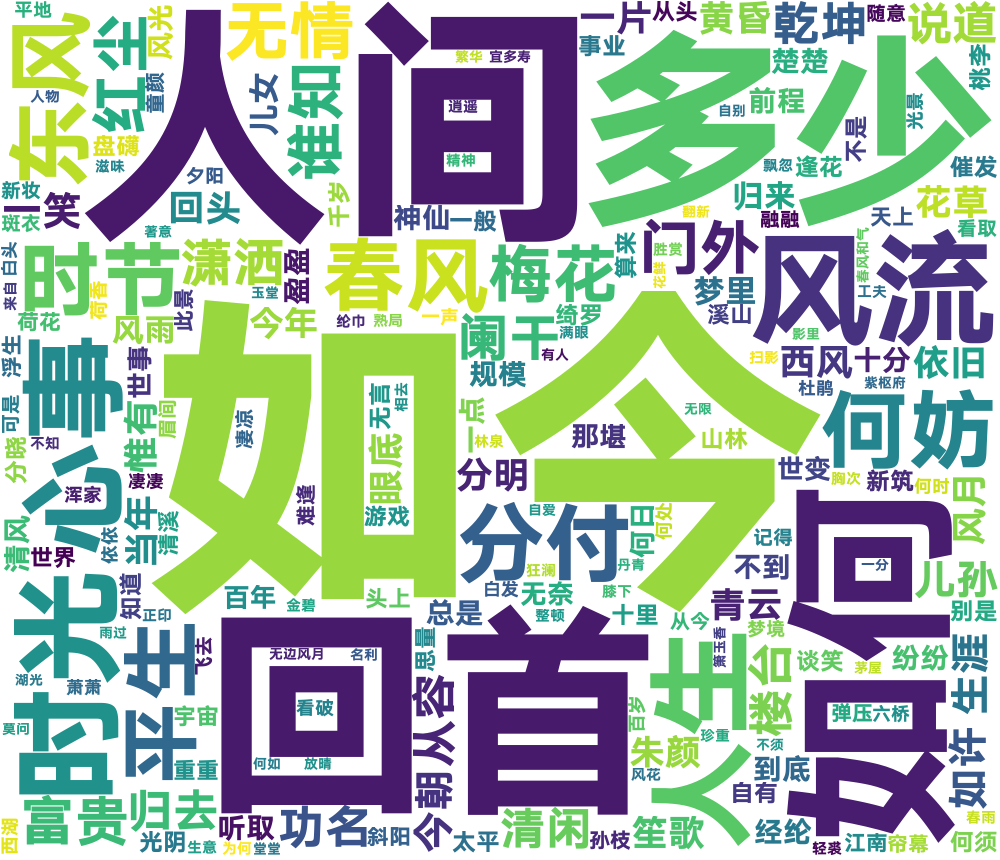 平地
东风
人物
红尘
童颜
风光
盘礴
滋味
新妆
斑衣
一笑
夕阳
回头
著意
人间
无情
儿女
谁知
千岁
繁华
宜多寿
逍遥
精神
神仙
一般
多少
一片
从头
事业
黄昏
乾坤
随意
说道
楚楚
前程
自别
不是
光景
桃李
飘忽
逢花
催发
归来
花草
翻新
融融
天上
看取
来自
白头
荷香
荷花
时节
潇洒
盈盈
玉堂
此景
风雨
今年
春风
纶巾
熟局
一声
梅花
绮罗
满眼
阑干
有人
规模
算来
胜赏
花鲜
门外
梦里
溪山
春风和气
工夫
影里
风流
浮生
可是
不知
分晓
心事
惟有
世事
眉间
凄凉
如今
无言
相去
眼底
一点
林泉
分明
那堪
无限
山林
扫影
西风
十分
依旧
杜鹃
紫枢府
何妨
浑家
凄凄
依依
当年
清溪
清风
世界
难逢
游戏
自爱
分付
狂澜
丹青
何日
何处
世变
新筑
胸次
何时
记得
风月
不到
一分
时光
知道
正印
雨过
百年
金碧
头上
白发
无奈
总是
整顿
膝下
十里
从今
青云
梦境
萧玉香
如何
儿孙
别是
湖光
萧萧
莫问
平生
飞去
宇宙
重重
回首
无边风月
名利
看破
何如
放晴
思量
从容
今朝
百岁
朱颜
风花
人生
珍重
楼台
谈笑
茅屋
纷纷
生涯
不须
弹压六桥
到底
如许
自有
西湖
富贵
归去
光阴
生意
听取
为何
堂堂
功名
斜阳
太平
清闲
孙枝
笙歌
经纶
轻裘
江南
帘幕
春雨
何须